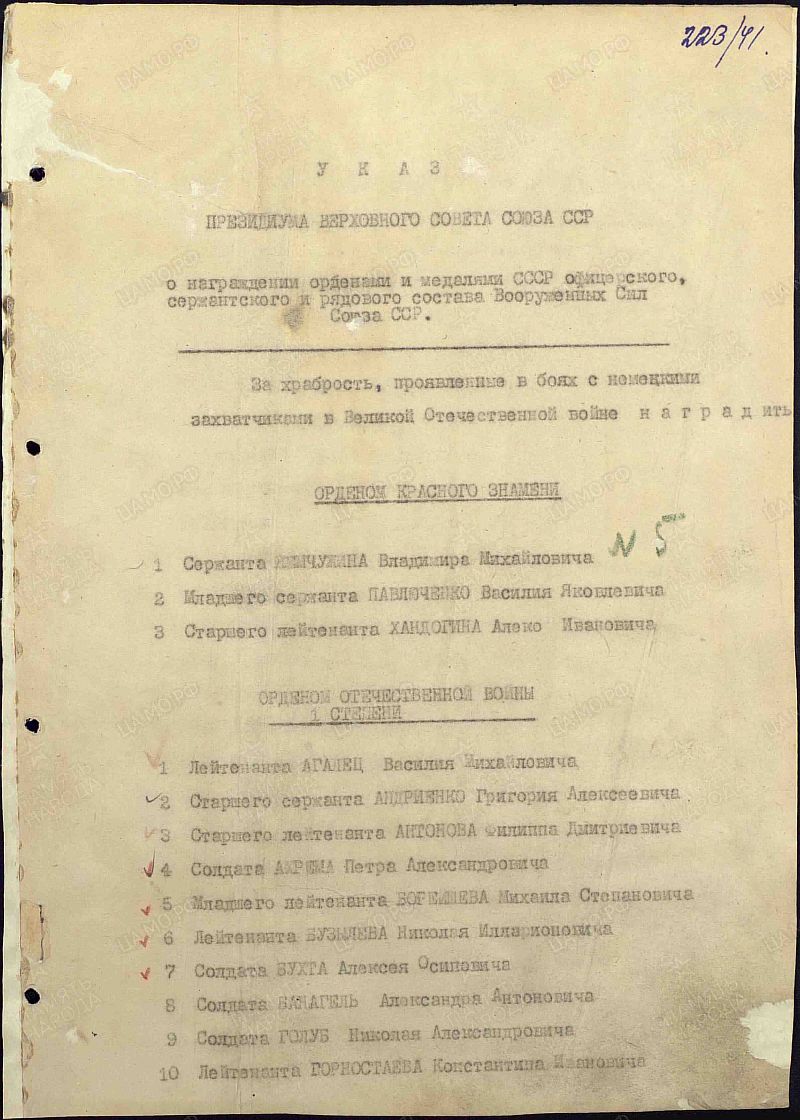 223/41.
У К А З
ПРЕЗИДИУМА ВЕРХОВНОГО СОВЕТА СОЮЗА ССР
о награждении орденами и медалями СССР офицерского,
сержантского и рядового состава Вооруженных Сил
Союза ССР.
За храбрость, проявленные в боях с немецкими
захватчиками в Великой Отечественной войне н а г р а д и т ь
ОРДЕНОМ КРАСНОГО ЗНАМЕНИ
N 5
1 Сержанта ЖЕМЧУЖИНА Владимира Михайловича
2 Младшего сержанта ПАВЛЮЧЕНКО Василия Яковлевича
3 Старшего лейтенанта ХАНДОГИНА Алекс Ивановича
ОРДЕНОМ ОТЕЧЕСТВЕННОЙ ВОЙНЫ
1 СТЕПЕНИ
1 Лейтенанта АГАЛЕЦ Василия Михайловича
2 Старшего сержанта АНДРИЕНКО Григория Алексеевича
3 Старшего лейтенанта АНТОНОВА Филиппа Дмитриевича
4 Солдата АХРЕМА Петра Александровича
5 Младшего лейтенанта Михаила Степановича
6 Лейтенанта БУЗЫЛЕВА Николая Илларионовича
7 Солдата БУХТА Алексея Осиповича
8 Солдата Александра Антоновича
9 Солдата ГОЛУБ Николая Александровича
10 Лейтенанта ГОРНОСТАЕВА Константина Ивановича